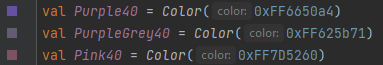 val Purple40 = Color( color: 0xFF6650a4)
val PurpleGrey40 = Color( color: 0xFF625b71)
val Pink40 = Color( color: 0xFF7D5260)